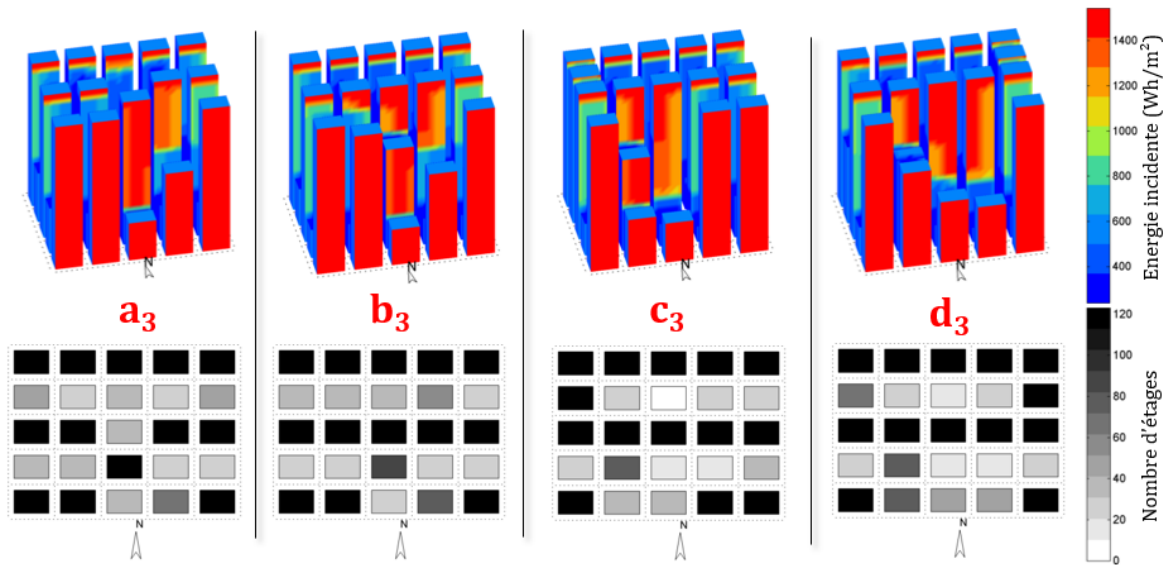 1400
1200
1000
800
600
400
Energie incidente (Wh/m²)
N
N
N
N
a₃
b₃
c₃
d₃
120
100
80
60
40
20
0
Nombre d'étages
N
N
N
N